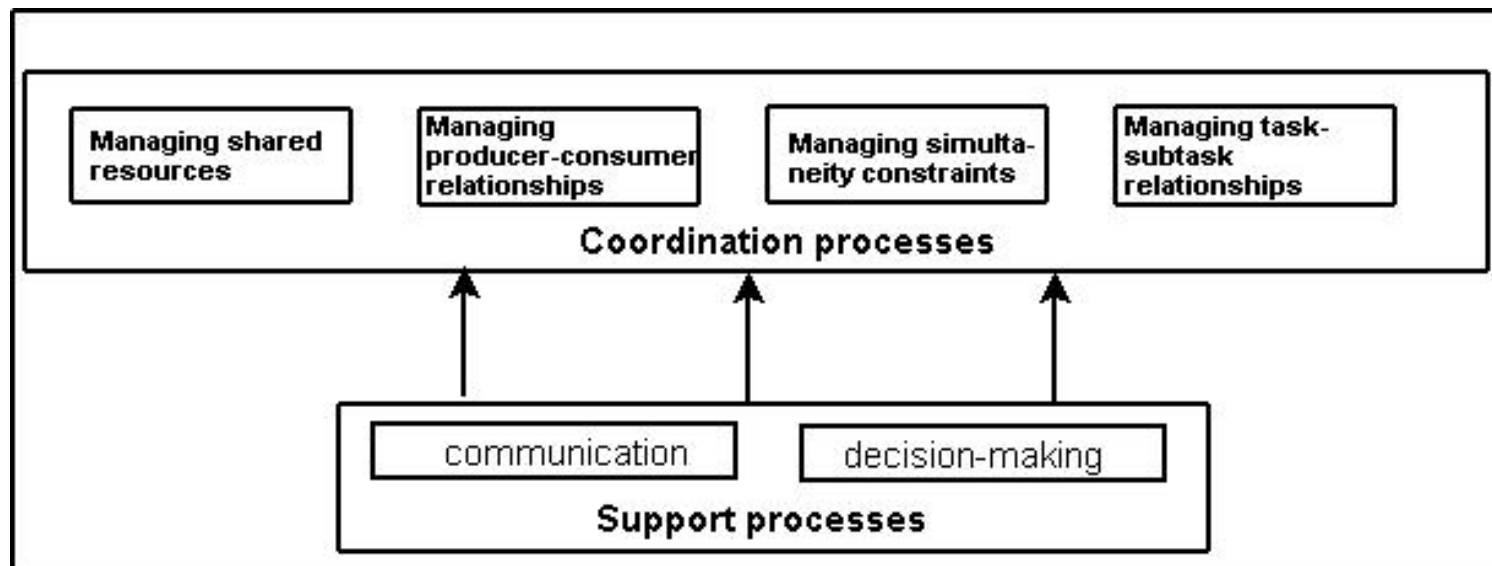 Managing shared
resources
Managing
producer-consumer
relationships
Managing simulta-
neity constraints
Managing task-
subtask
relationships
Coordination processes
communication
decision-making
Support processes